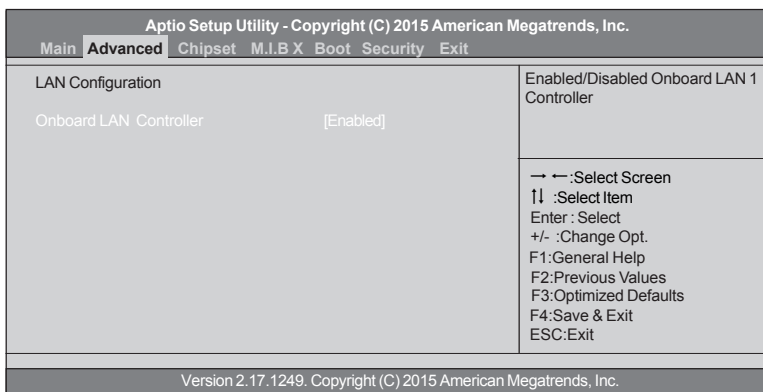 Aptio Setup Utility - Copyright (C) 2015 American Megatrends, Inc.
Main Advanced Chipset M.I.B X Boot Security Exit
LAN Configuration
Onboard LAN Controller [Enabled]
Enabled/Disabled Onboard LAN 1
Controller
→ ←:Select Screen
↑↓ :Select Item
Enter : Select
+/- :Change Opt.
F1:General Help
F2:Previous Values
F3:Optimized Defaults
F4:Save & Exit
ESC:Exit
Version 2.17.1249. Copyright (C) 2015 American Megatrends, Inc.